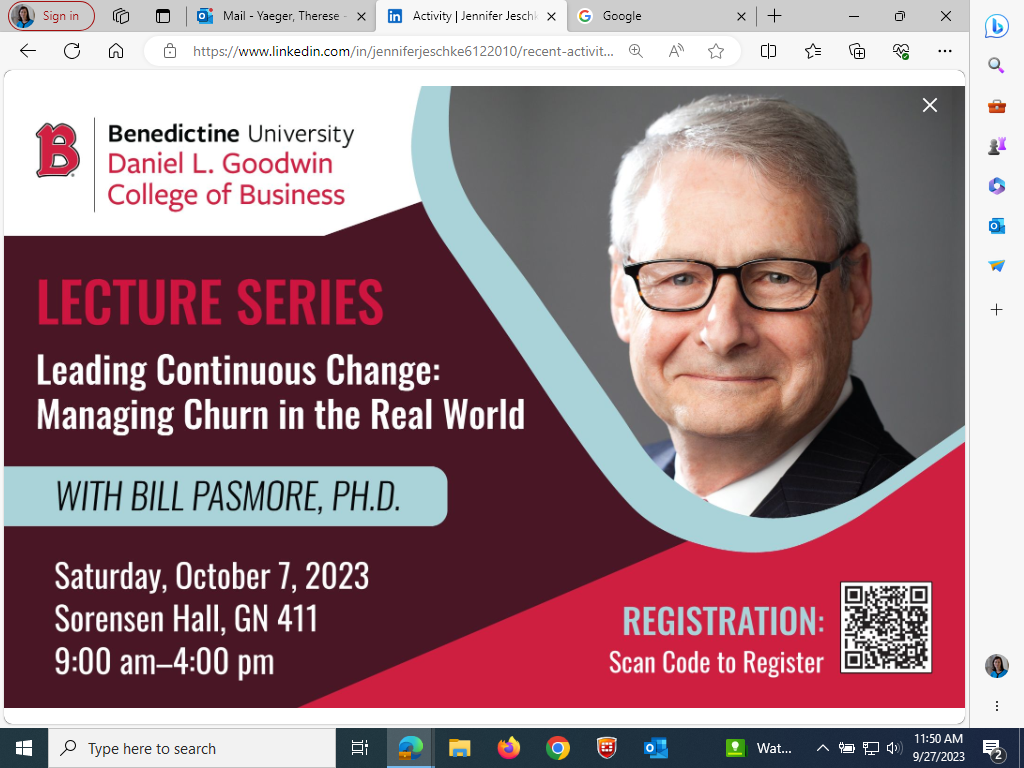 Sign in
Mail - Yaeger, Therese -
Activity | Jennifer Jeschk
Google
https://www.linkedin.com/in/jenniferjeschke6122010/recent-activit...
B
Benedictine University
Daniel L. Goodwin
College of Business
LECTURE SERIES
Leading Continuous Change:
Managing Churn in the Real World
WITH BILL PASMORE, PH.D.
Saturday, October 7, 2023
Sorensen Hall, GN 411
9:00 am–4:00 pm
REGISTRATION:
Scan Code to Register
Type here to search
Wat...
11:50 AM
9/27/2023
2